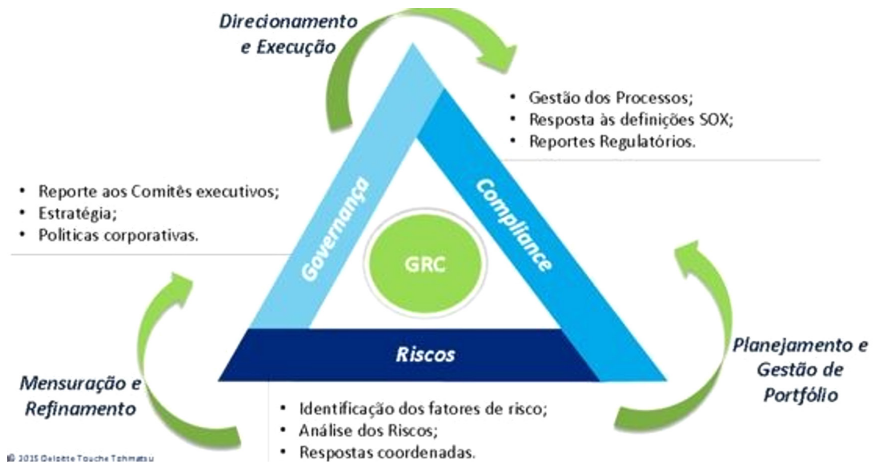 Direcionamento
e Execução
• Gestão dos Processos;
• Resposta às definições SOX;
• Reportes Regulatórios.
• Reporte aos Comitês executivos;
• Estratégia;
• Politicas corporativas.
Governança
Compliance
GRC
Riscos
Mensuração e
Refinamento
Planejamento e
Gestão de
Portfólio
• Identificação dos fatores de risco;
• Análise dos Riscos;
• Respostas coordenadas.
© 2015 Deloitte Touche Tohmatsu